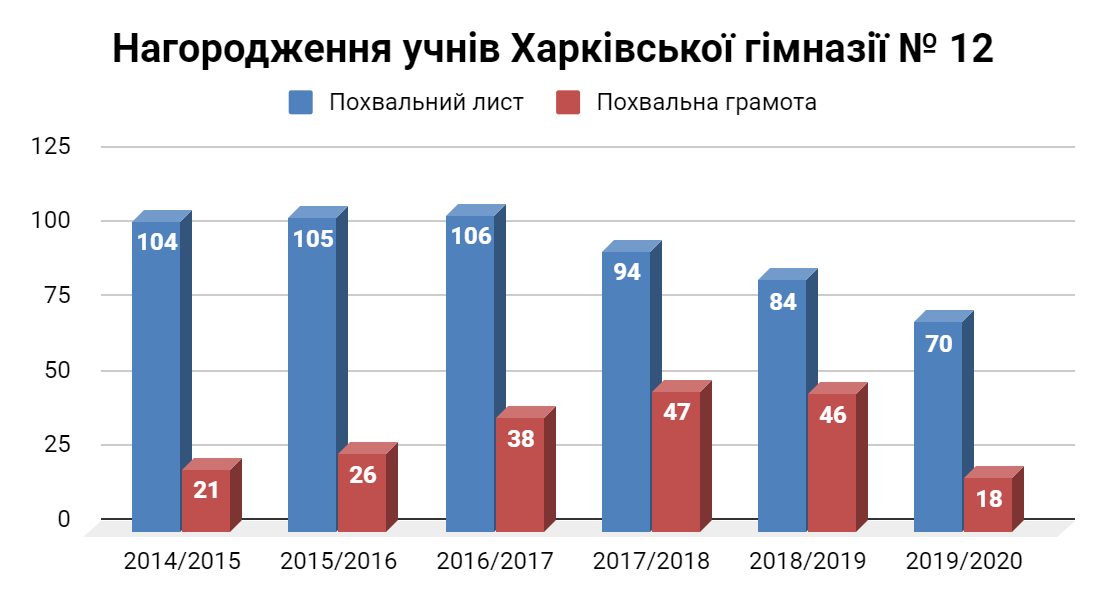 Нагородження учнів Харківської гімназії № 12
Похвальний лист Похвальна грамота
125
100
75
50
25
0
104 21 105 26 106 38 94 47 84 46 70 18
2014/2015 2015/2016 2016/2017 2017/2018 2018/2019 2019/2020